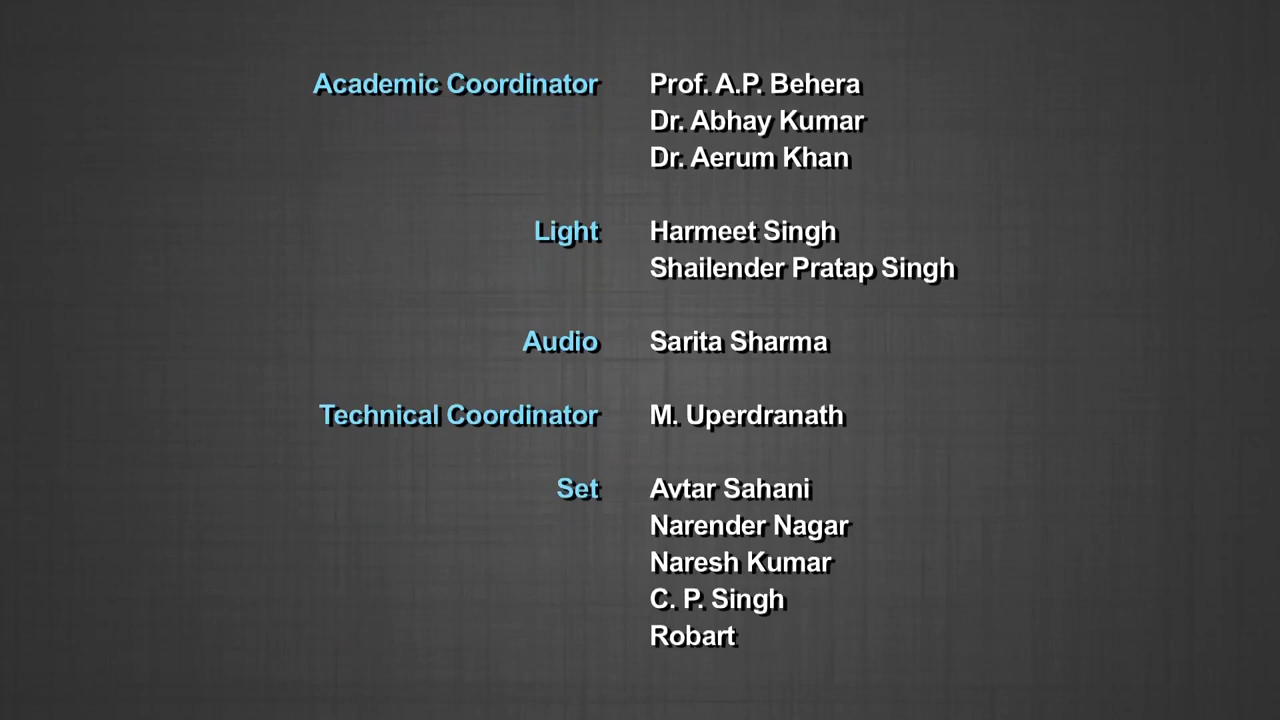 Academic Coordinator Prof. A.P. Behera
Dr. Abhay Kumar
Dr. Aerum Khan
Light Harmeet Singh
Shailender Pratap Singh
Audio Sarita Sharma
Technical Coordinator M. Uperdranath
Set Avtar Sahani
Narender Nagar
Naresh Kumar
C. P. Singh
Robart